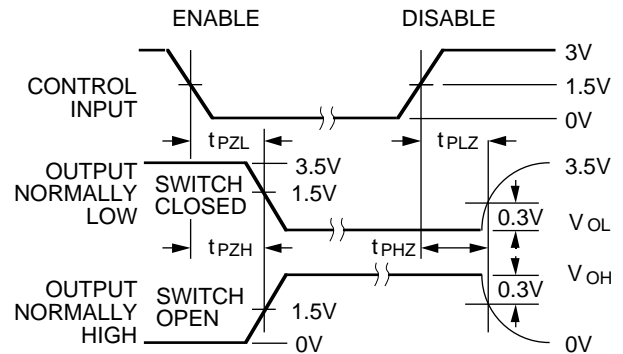 ENABLE DISABLE
3V
CONTROL INPUT
1.5V
0V
tPZL tPLZ
OUTPUT NORMALLY LOW
SWITCH CLOSED
3.5V
1.5V
3.5V
0.3V
VOL
tPZH tPHZ
OUTPUT NORMALLY HIGH
SWITCH OPEN
1.5V
0V
0.3V
VOH
0V